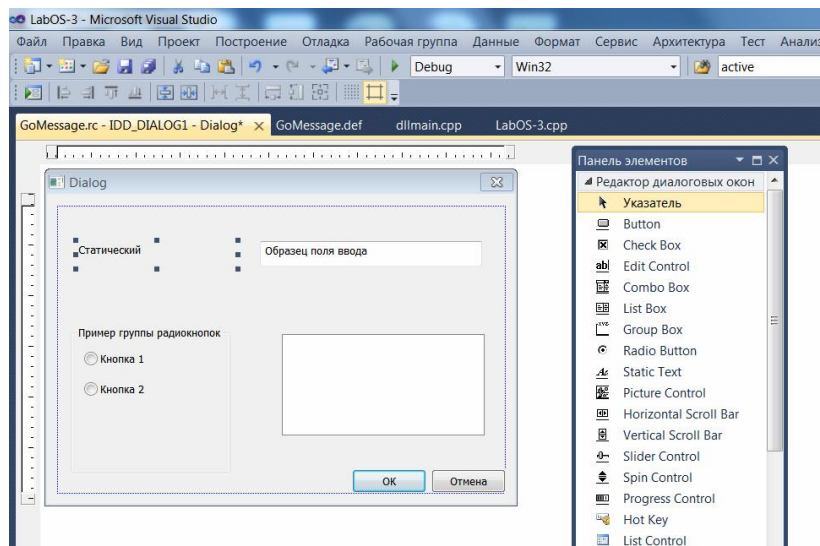 LabOS-3 - Microsoft Visual Studio
Файл Правка Вид Проект Построение Отладка Рабочая группа Данные Формат Сервис Архитектура Тест Анализ
Debug Win32 active
GoMessage.rc - IDD_DIALOG1 - Dialog* GoMessage.def dllmain.cpp LabOS-3.cpp
Dialog
Статический
Образец поля ввода
Пример группы радиокнопок
Кнопка 1
Кнопка 2
OK Отмена
Панель элементов
Редактор диалоговых окон
Указатель
Button
Check Box
Edit Control
Combo Box
List Box
Group Box
Radio Button
Static Text
Picture Control
Horizontal Scroll Bar
Vertical Scroll Bar
Slider Control
Spin Control
Progress Control
Hot Key
List Control